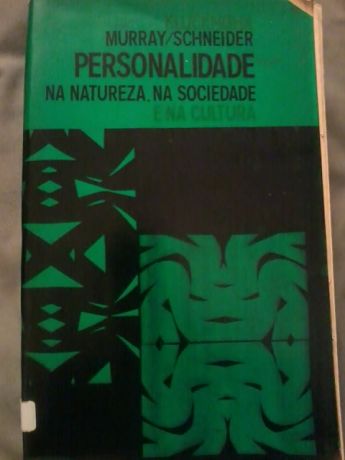 KLUCKHOHN
MURRAY/SCHNEIDER
PERSONALIDADE
NA NATUREZA, NA SOCIEDADE
E NA CULTURA